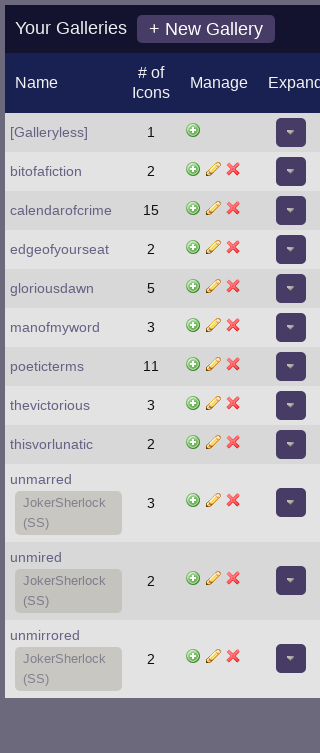 Your Galleries + New Gallery
Name # of Icons Manage Expand
[Galleryless] 1
bitofafiction 2
calendarofcrime 15
edgeofyourseat 2
gloriousdawn 5
manofmyword 3
poeticterms 11
thevictorious 3
thisvorlunatic 2
unmarred
JokerSherlock
(SS)
3
unmired
JokerSherlock
(SS)
2
unmirrored
JokerSherlock
(SS)
2